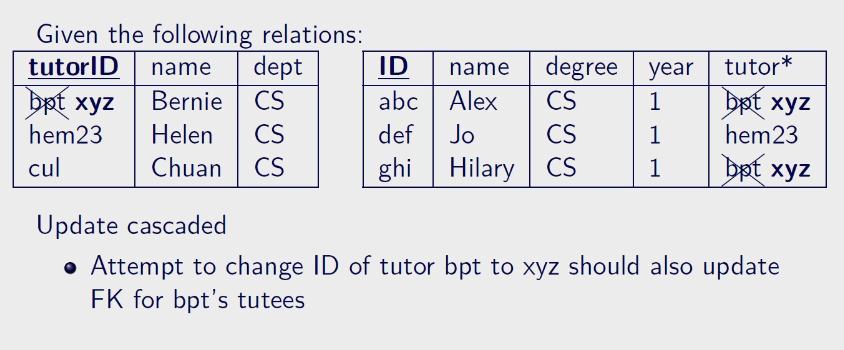 Given the following relations:
tutorID name dept
bpt xyz Bernie CS
hem23 Helen CS
cul Chuan CS
ID name degree year tutor*
abc Alex CS 1 bpt xyz
def Jo CS 1 hem23
ghi Hilary CS 1 bpt xyz
Update cascaded
Attempt to change ID of tutor bpt to xyz should also update
FK for bpt's tutees